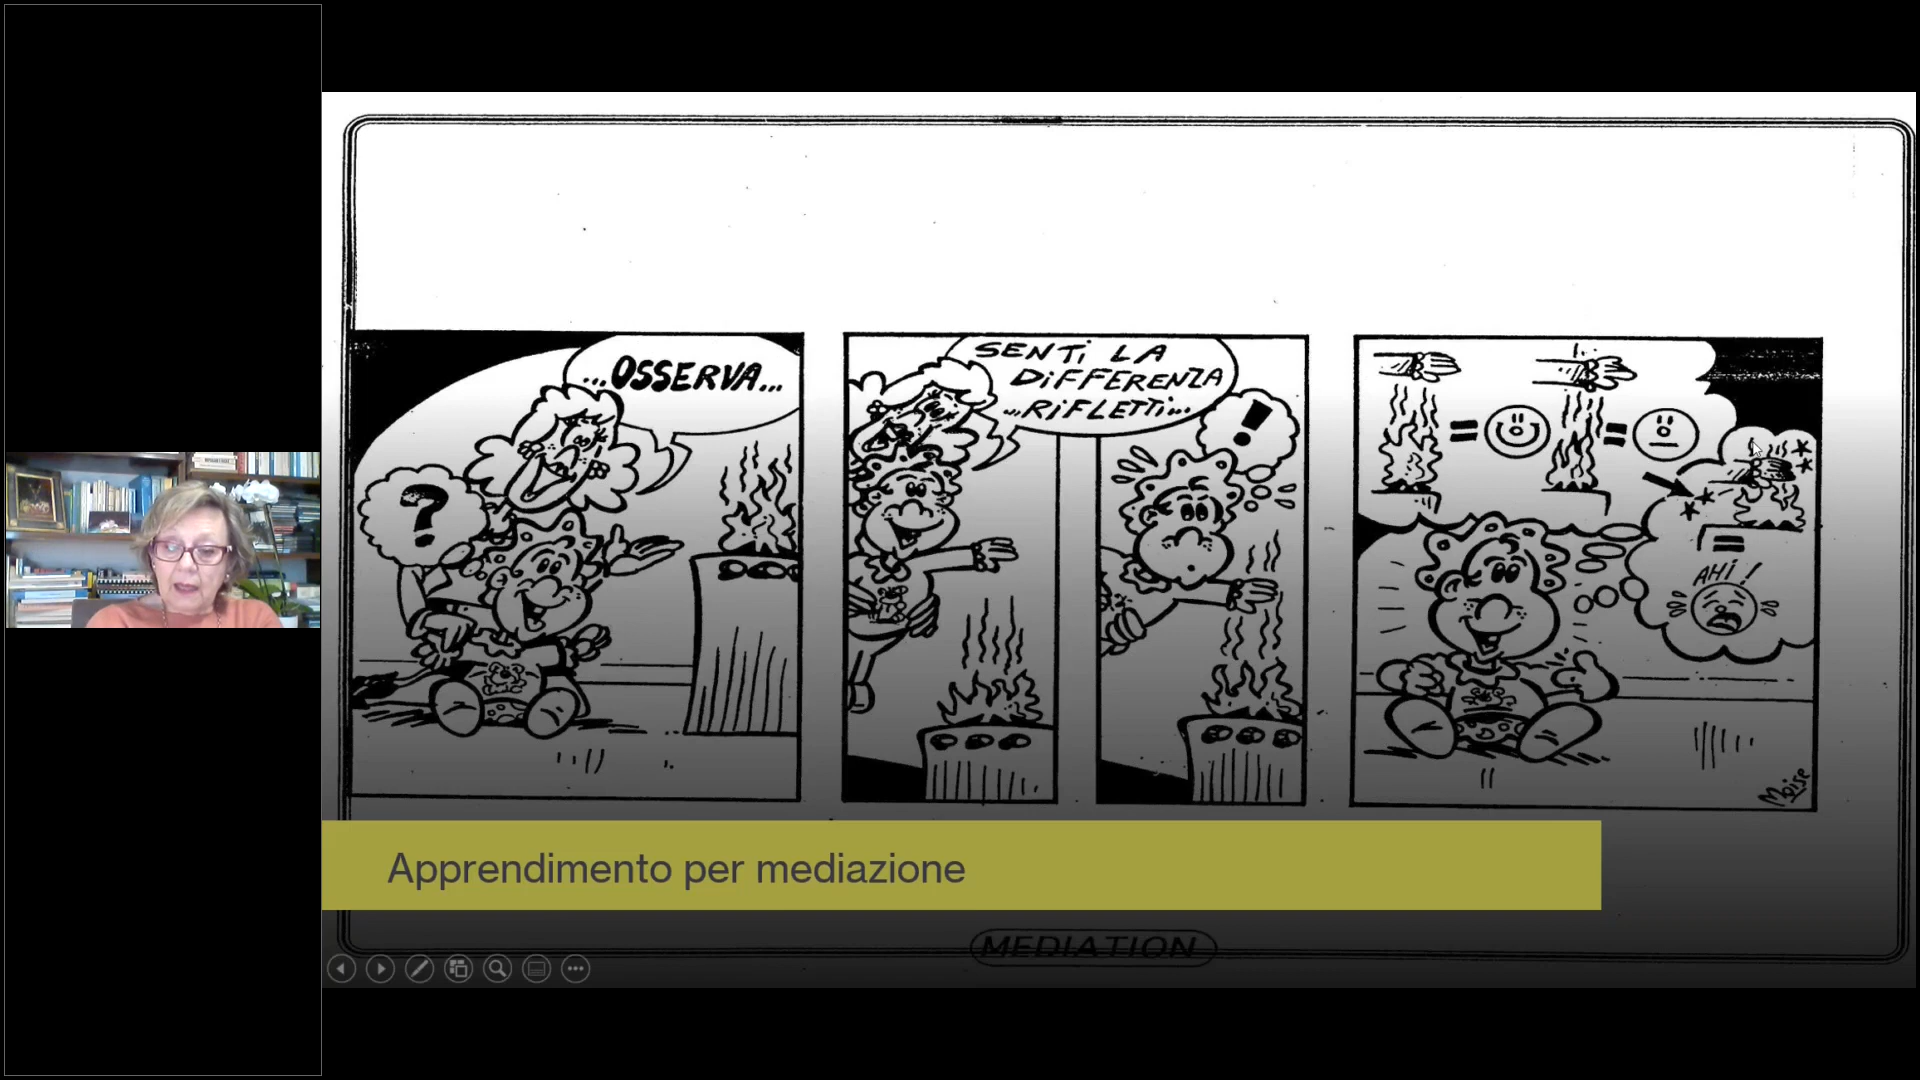 ...OSSERVA...
?
SENTI LA
DIFFERENZA
...RIFLETTI...
!
=
=
=
AHI!
Moise
Apprendimento per mediazione
MEDIATION